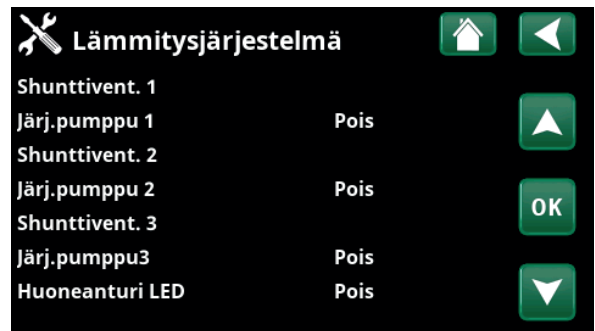 Lämmitysjärjestelmä
Shunttivent. 1
Järj.pumppu 1 Pois
Shunttivent. 2
Järj.pumppu 2 Pois
OK
Shunttivent. 3
Järj.pumppu3 Pois
Huoneanturi LED Pois